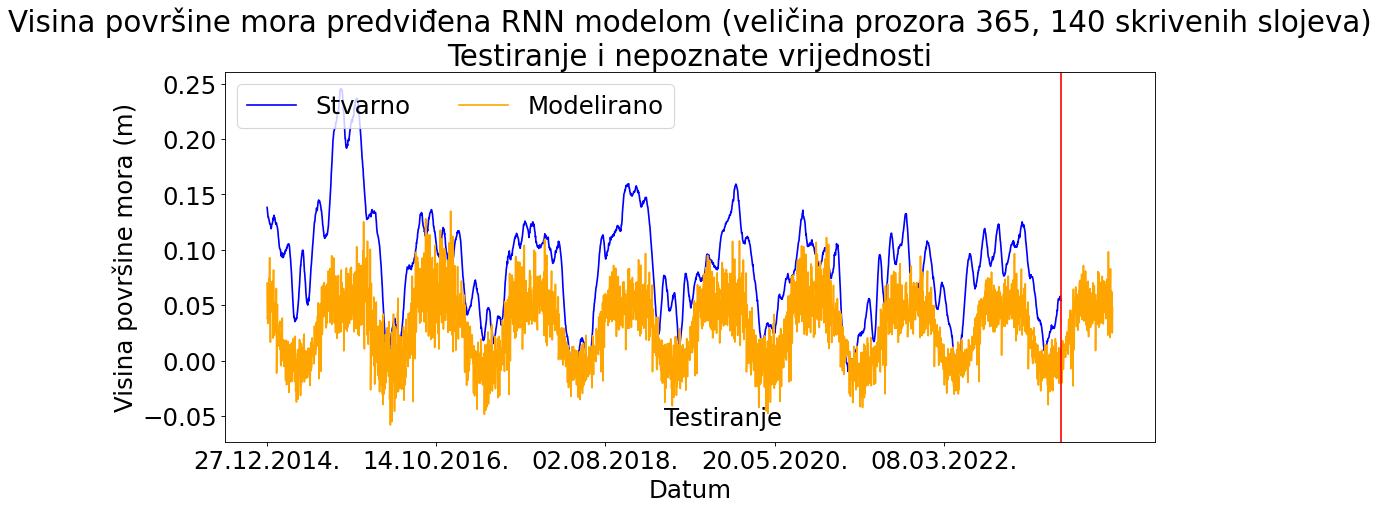 Visina površine mora predviđena RNN modelom (veličina prozora 365, 140 skrivenih slojeva)
Testiranje i nepoznate vrijednosti
Stvarno Modelirano
Visina površine mora (m)
0.25
0.20
0.15
0.10
0.05
0.00
−0.05
Testiranje
27.12.2014. 14.10.2016. 02.08.2018. 20.05.2020. 08.03.2022.
Datum